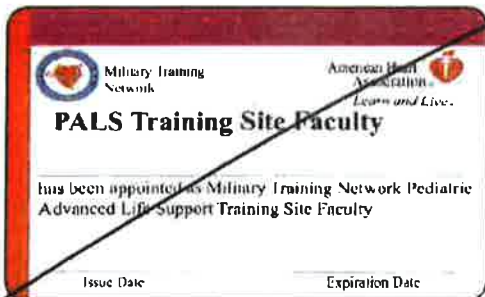 Military Training
Network
American Heart
Association
Learn and Live
PALS Training Site Faculty
has been appointed as Military Training Network Pediatric
Advanced Life Support Training Site Faculty
Issue Date
Expiration Date